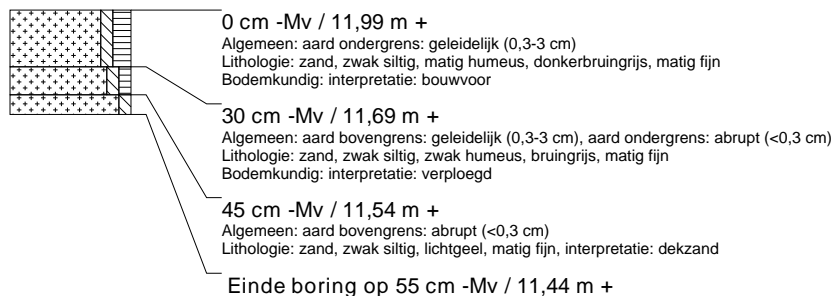 0 cm -Mv / 11,99 m +
Algemeen: aard ondergrens: geleidelijk (0,3-3 cm)
Lithologie: zand, zwak siltig, matig humeus, donkerbruingrijs, matig fijn
Bodemkundig: interpretatie: bouwvoor
30 cm -Mv / 11,69 m +
Algemeen: aard bovengrens: geleidelijk (0,3-3 cm), aard ondergrens: abrupt (<0,3 cm)
Lithologie: zand, zwak siltig, zwak humeus, bruingrijs, matig fijn
Bodemkundig: interpretatie: verploegd
45 cm -Mv / 11,54 m +
Algemeen: aard bovengrens: abrupt (<0,3 cm)
Lithologie: zand, zwak siltig, lichtgeel, matig fijn, interpretatie: dekzand
Einde boring op 55 cm -Mv / 11,44 m +